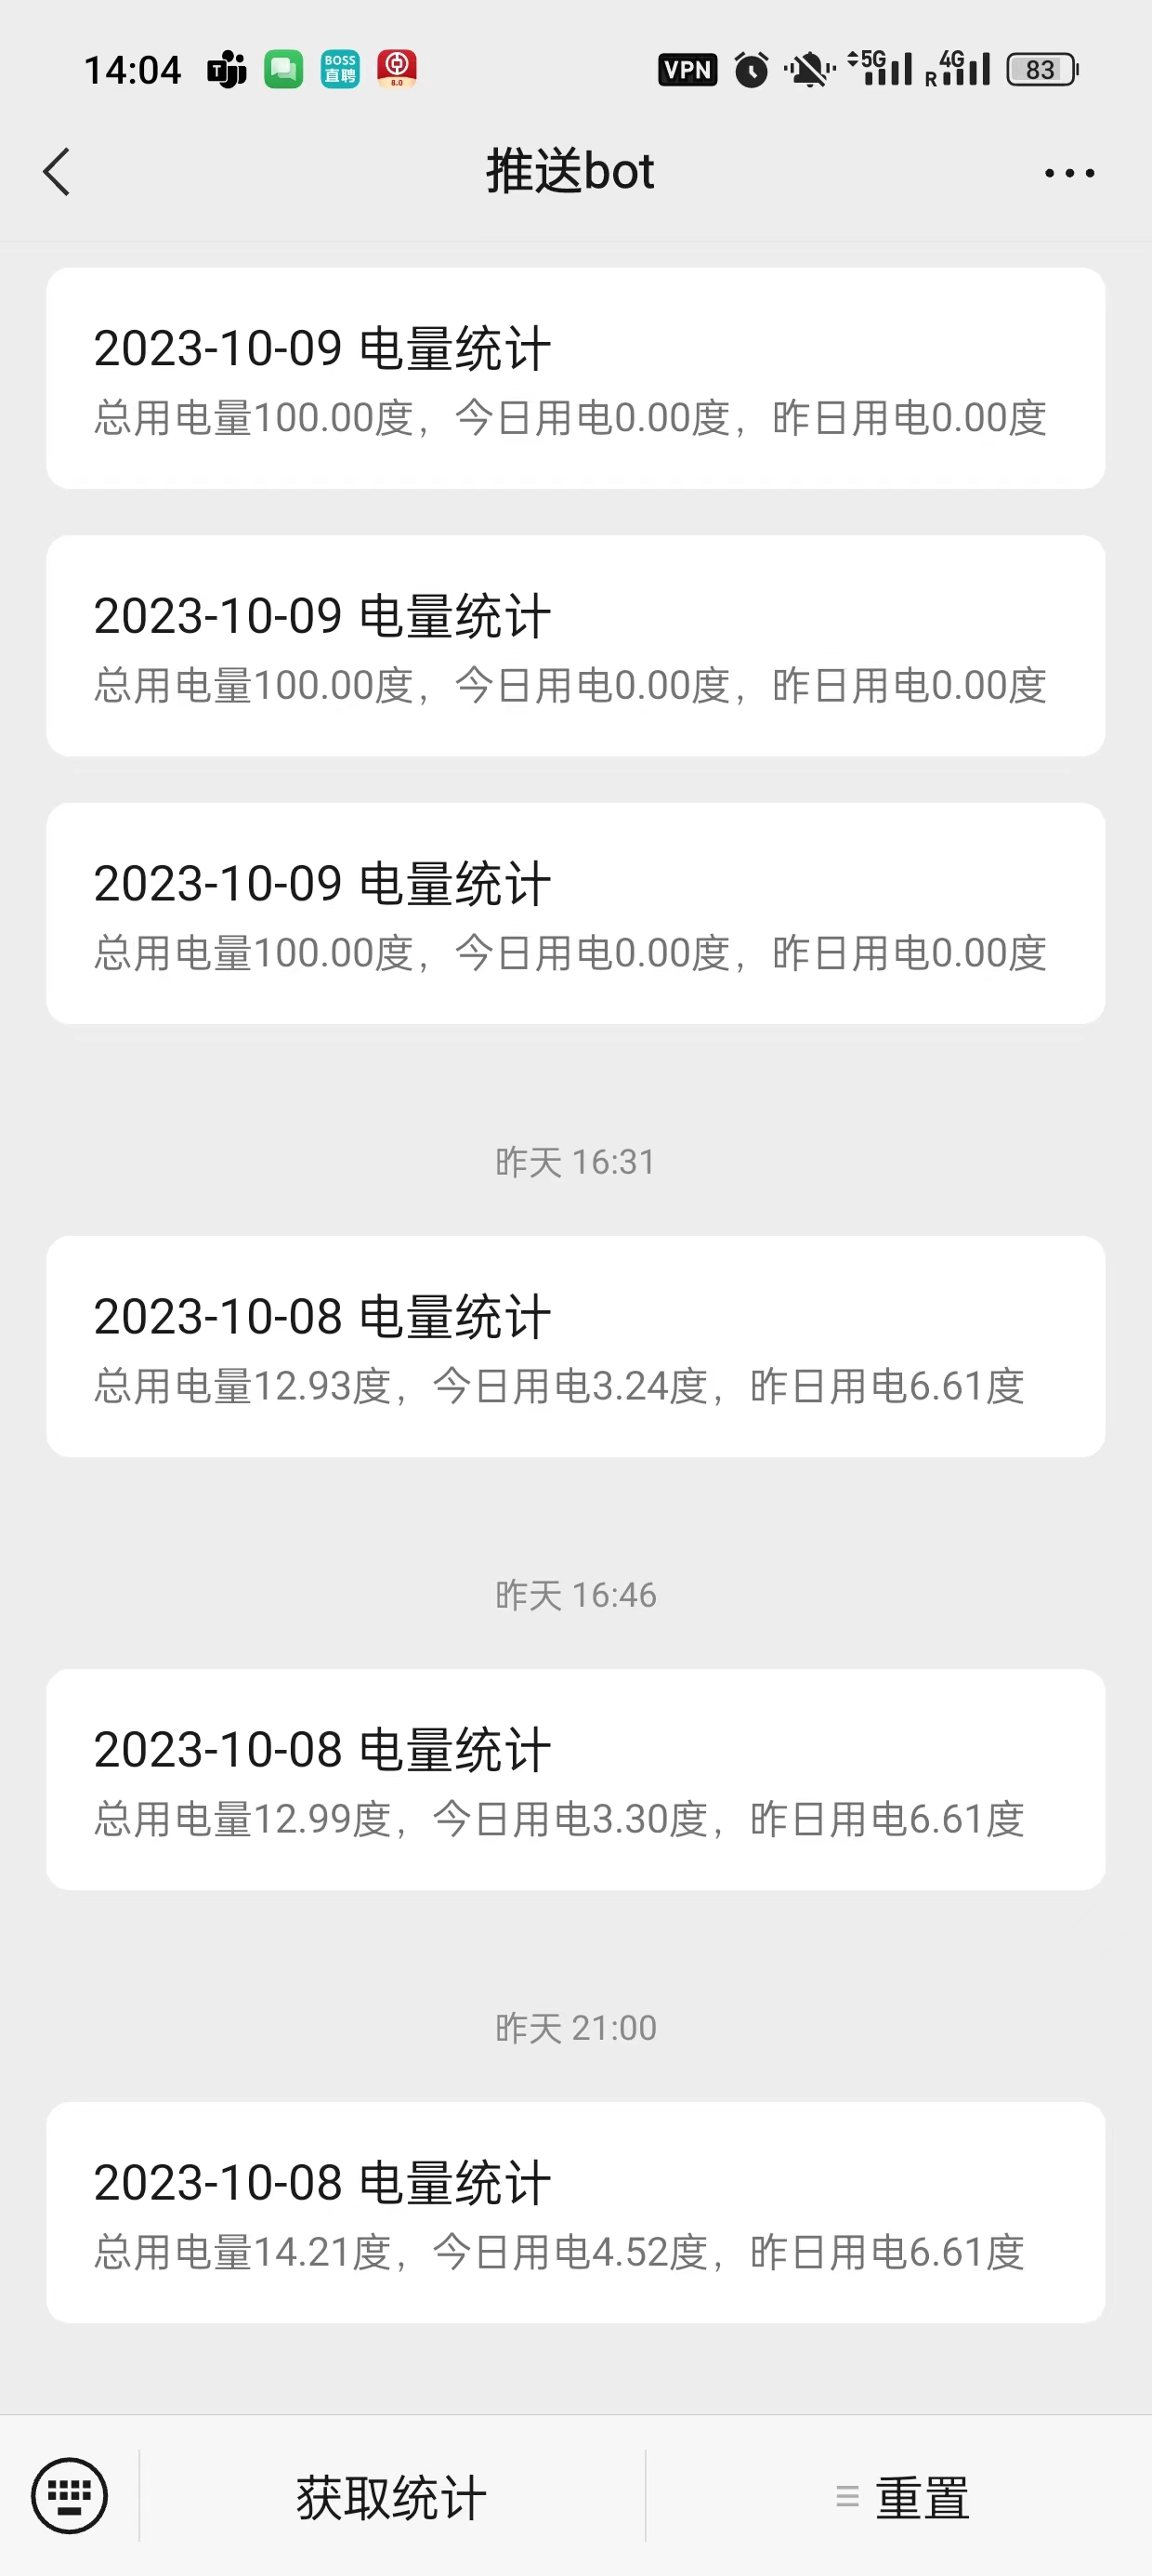 14:04
BOSS
直聘
8.0
VPN
5G
R 4G
83
推送bot
2023-10-09 电量统计
总用电量100.00度，今日用电0.00度，昨日用电0.00度
2023-10-09 电量统计
总用电量100.00度，今日用电0.00度，昨日用电0.00度
2023-10-09 电量统计
总用电量100.00度，今日用电0.00度，昨日用电0.00度
昨天 16:31
2023-10-08 电量统计
总用电量12.93度，今日用电3.24度，昨日用电6.61度
昨天 16:46
2023-10-08 电量统计
总用电量12.99度，今日用电3.30度，昨日用电6.61度
昨天 21:00
2023-10-08 电量统计
总用电量14.21度，今日用电4.52度，昨日用电6.61度
获取统计
重置